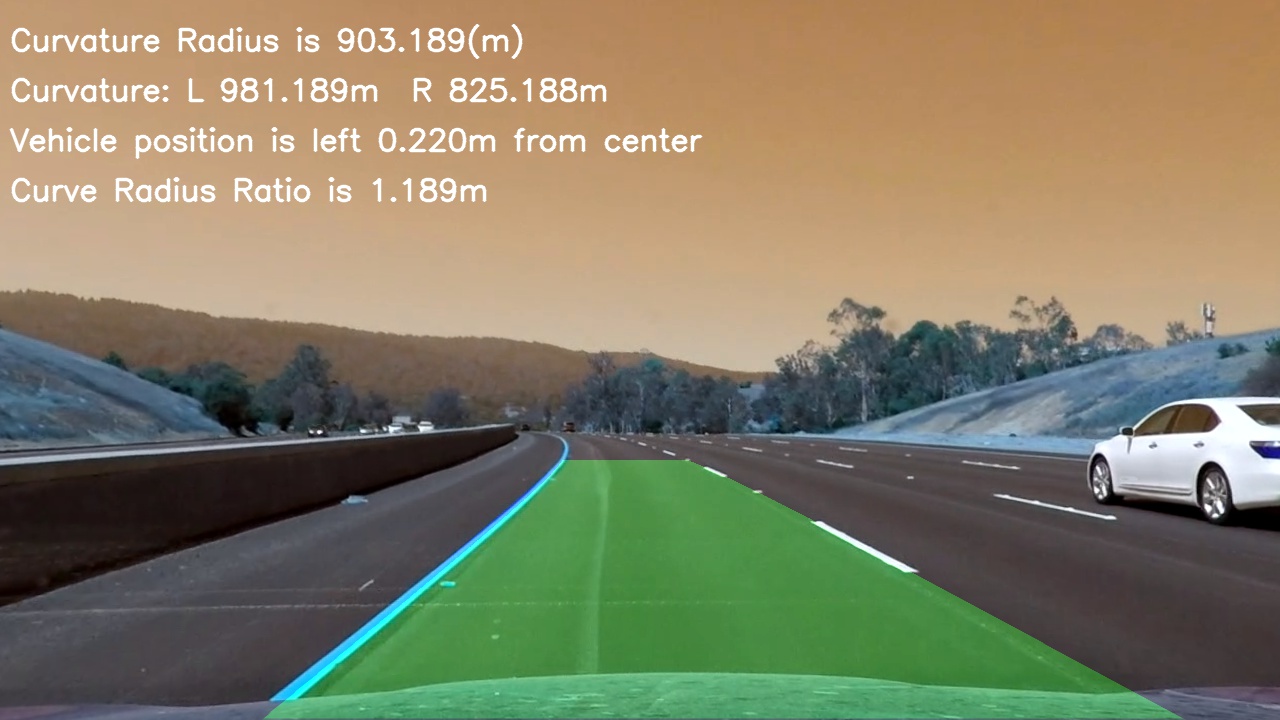 Curvature Radius is 903.189(m)
Curvature: L 981.189m R 825.188m
Vehicle position is left 0.220m from center
Curve Radius Ratio is 1.189m